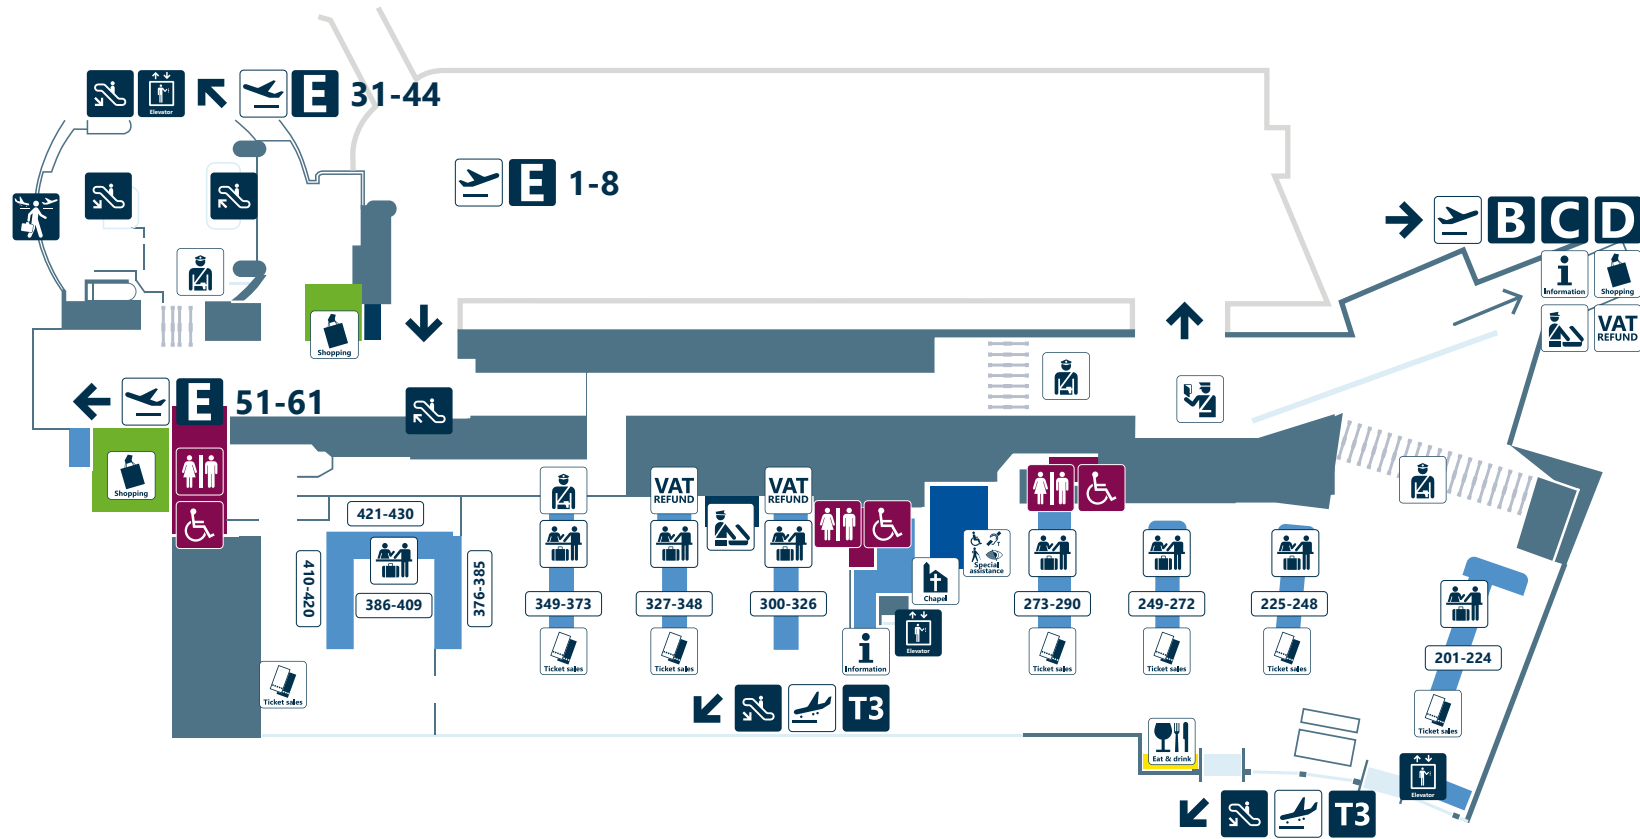 Elevator
E 31-44
E 1-8
B C D
Information
Shopping
VAT
REFUND
Shopping
E 51-61
Shopping
VAT
REFUND
VAT
REFUND
421-430
410-420
386-409
376-385
349-373
327-348
300-326
Special
assistance
Chapel
273-290
249-272
225-248
201-224
Elevator
Information
Ticket sales
Ticket sales
Ticket sales
Ticket sales
Ticket sales
Ticket sales
Ticket sales
T3
Eat & drink
Elevator
T3